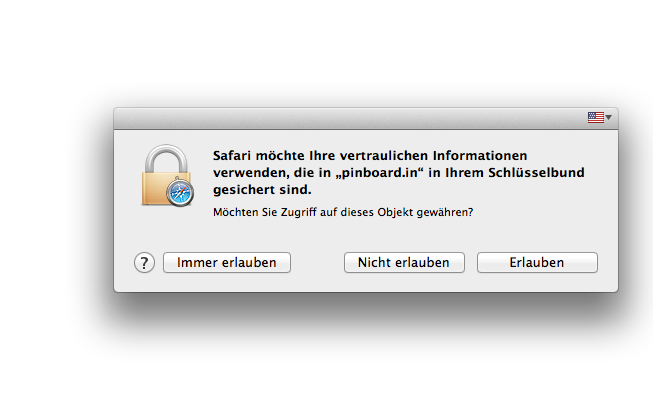 Safari möchte Ihre vertraulichen Informationen
verwenden, die in „pinboard.in“ in Ihrem Schlüsselbund
gesichert sind.
Möchten Sie Zugriff auf dieses Objekt gewähren?
? Immer erlauben Nicht erlauben Erlauben